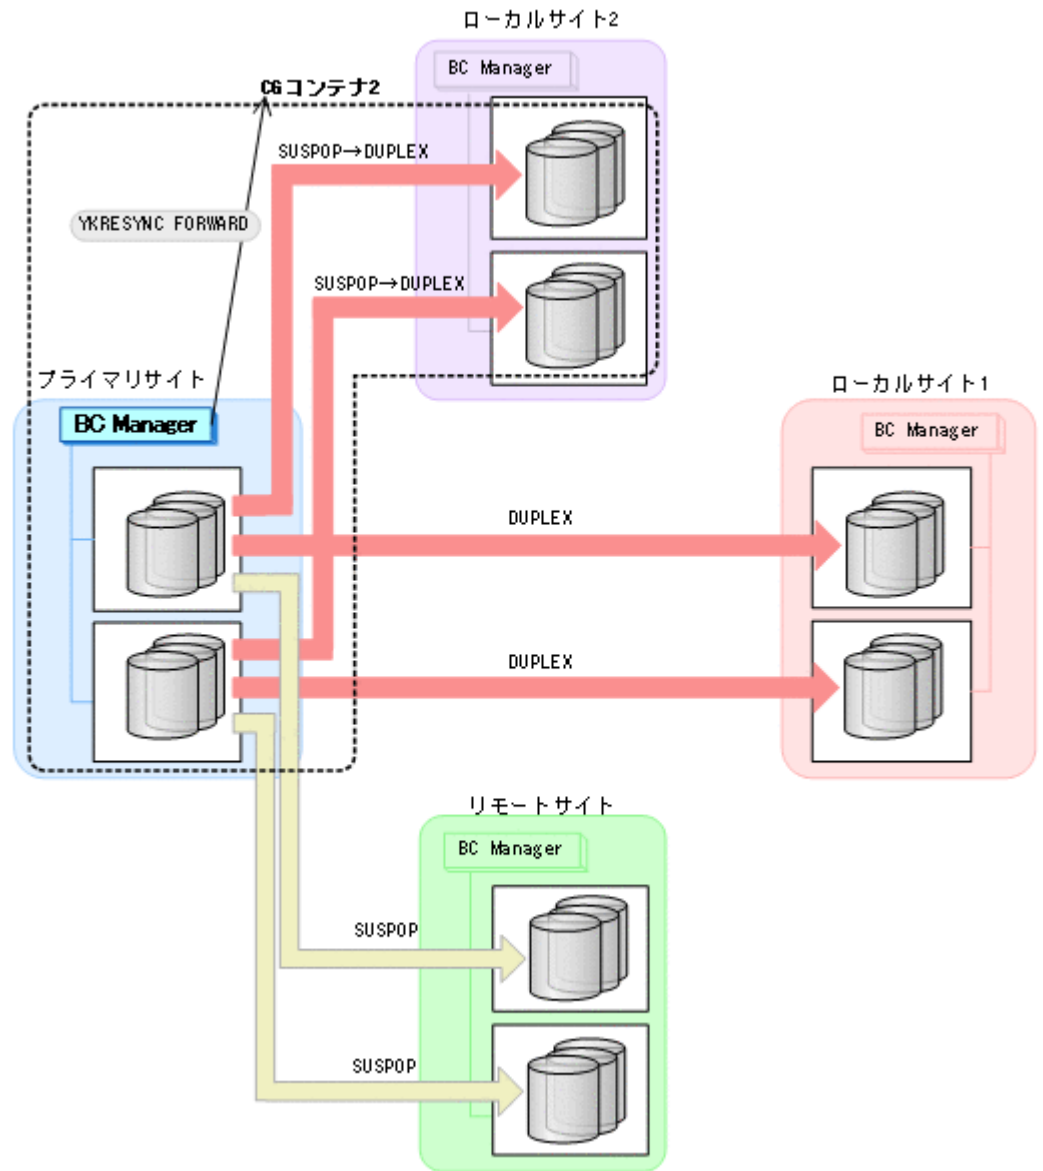 ローカルサイト2
BC Manager
CGコンテナ2
SUSPOP→DUPLEX
YKRESYNC FORWARD
SUSPOP→DUPLEX
プライマリサイト
BC Manager
ローカルサイト1
BC Manager
DUPLEX
DUPLEX
リモートサイト
BC Manager
SUSPOP
SUSPOP